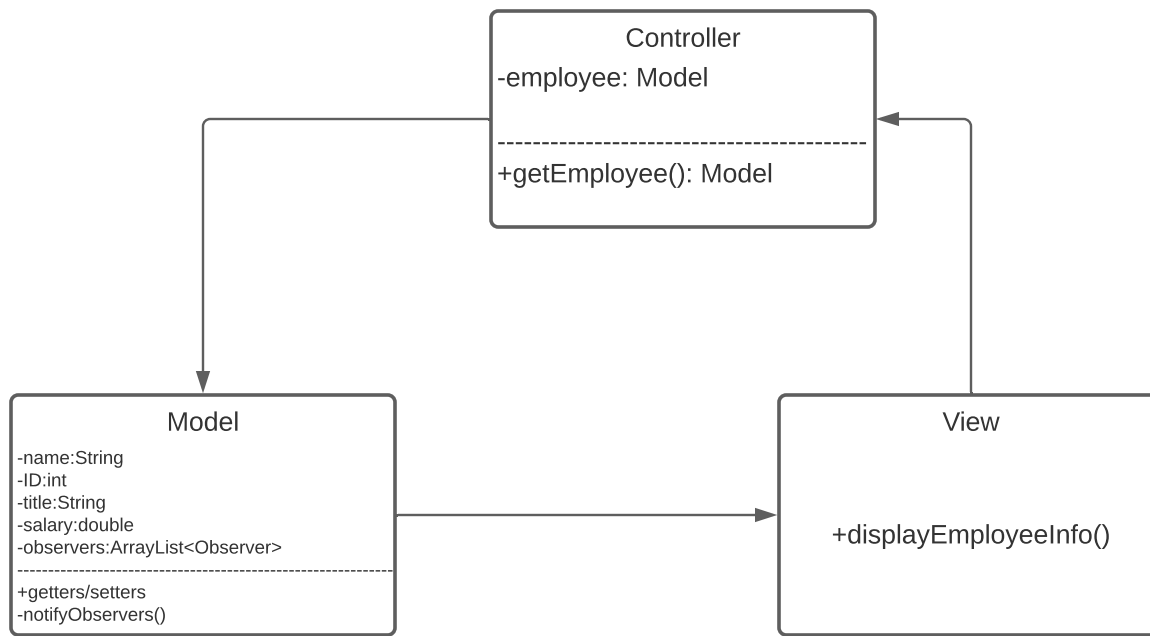 Controller
-employee: Model
--------------------------------------------
+getEmployee(): Model
Model
-name:String
-ID:int
-title:String
-salary:double
-observers:ArrayList<Observer>
--------------------------------------------------------------
+getters/setters
-notifyObservers()
View
+displayEmployeeInfo()